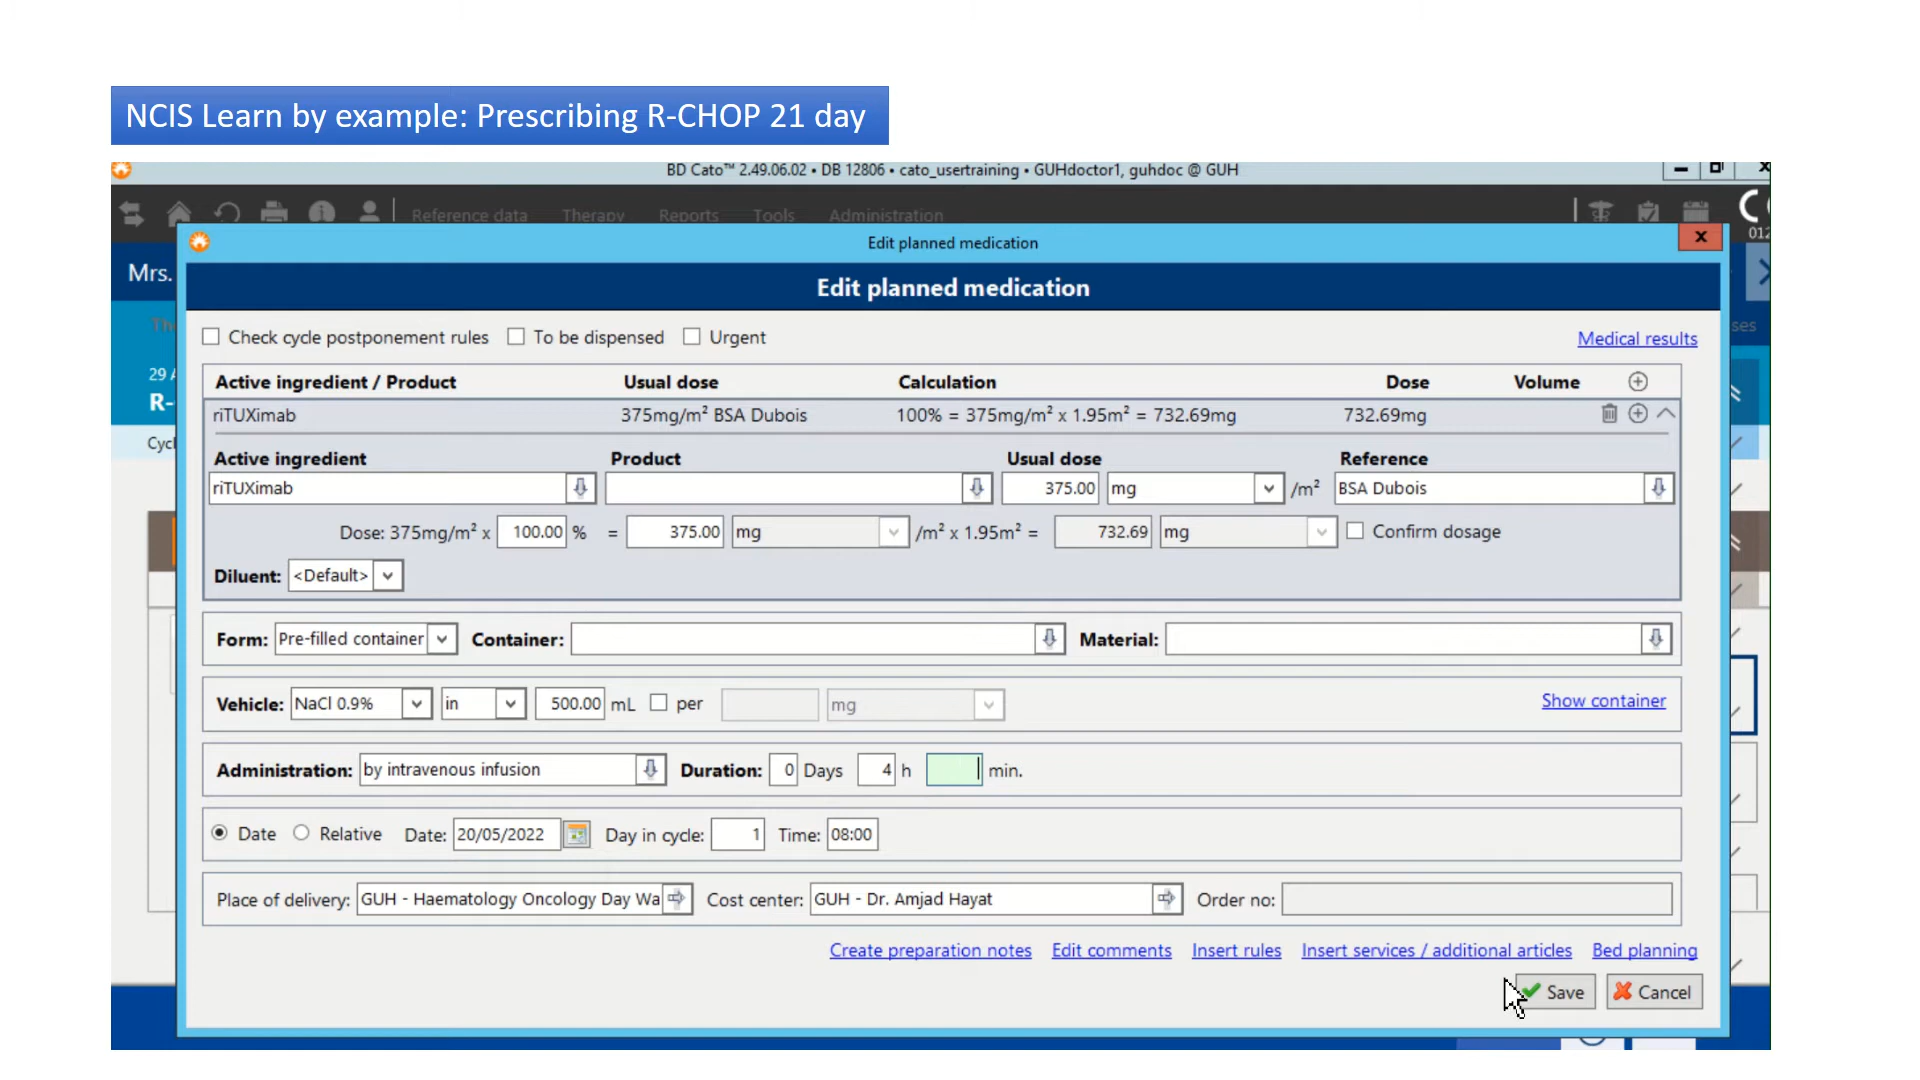 NCIS Learn by example: Prescribing R-CHOP 21 day
BD Cato™ 2.49.06.02 • DB 12806 • cato_usertraining • GUHdoctor1, guhdoc @ GUH
Reference data Therapy Reports Tools Administration
012
Edit planned medication
Mrs.
Edit planned medication
Check cycle postponement rules To be dispensed Urgent Medical results
29 A
R-
Cycl
Active ingredient / Product Usual dose Calculation Dose Volume
riTUXimab 375mg/m² BSA Dubois 100% = 375mg/m² x 1.95m² = 732.69mg 732.69mg
Active ingredient Product Usual dose Reference
riTUXimab 375.00 mg /m² BSA Dubois
Dose: 375mg/m² x 100.00 % = 375.00 mg /m² x 1.95m² = 732.69 mg Confirm dosage
Diluent: <Default>
Form: Pre-filled container Container: Material:
Vehicle: NaCl 0.9% in 500.00 mL per mg Show container
Administration: by intravenous infusion Duration: 0 Days 4 h min.
Date Relative Date: 20/05/2022 Day in cycle: 1 Time: 08:00
Place of delivery: GUH - Haematology Oncology Day Wa Cost center: GUH - Dr. Amjad Hayat Order no:
Create preparation notes Edit comments Insert rules Insert services / additional articles Bed planning
Save Cancel